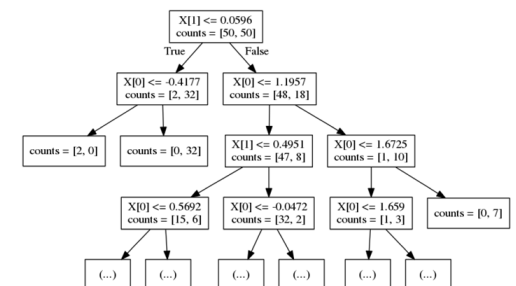 X[1] <= 0.0596
counts = [50, 50]
True
False
X[0] <= -0.4177
counts = [2, 32]
X[0] <= 1.1957
counts = [48, 18]
counts = [2, 0]
counts = [0, 32]
X[1] <= 0.4951
counts = [47, 8]
X[0] <= 1.6725
counts = [1, 10]
X[0] <= 0.5692
counts = [15, 6]
X[0] <= -0.0472
counts = [32, 2]
X[0] <= 1.659
counts = [1, 3]
counts = [0, 7]
(...)
(...)
(...)
(...)
(...)
(...)